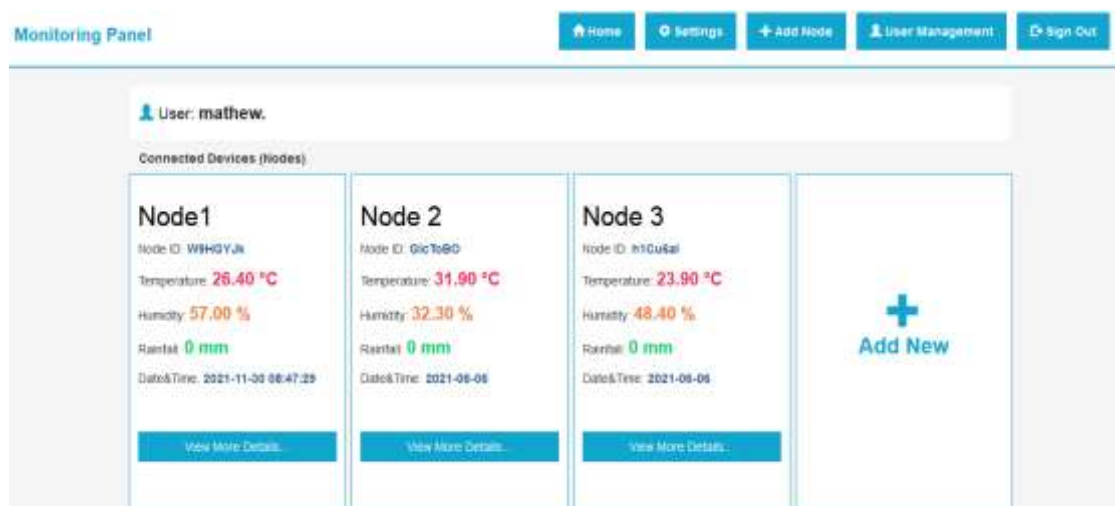 Monitoring Panel
Home
Settings
Add Node
User Management
Sign Out
User: mathew.
Connected Devices (Nodes)
Node1
Node ID:
Temperature: 26.40 °C
Humidity: 57.00 %
Rainfall: 0 mm
Date&Time: 2021-11-30 08:47:29
View More Details..
Node 2
Node ID:
Temperature: 31.90 °C
Humidity: 32.30 %
Rainfall: 0 mm
Date&Time: 2021-06-06
View More Details..
Node 3
Node ID:
Temperature: 23.90 °C
Humidity: 48.40 %
Rainfall: 0 mm
Date&Time: 2021-06-06
View More Details..
Add New